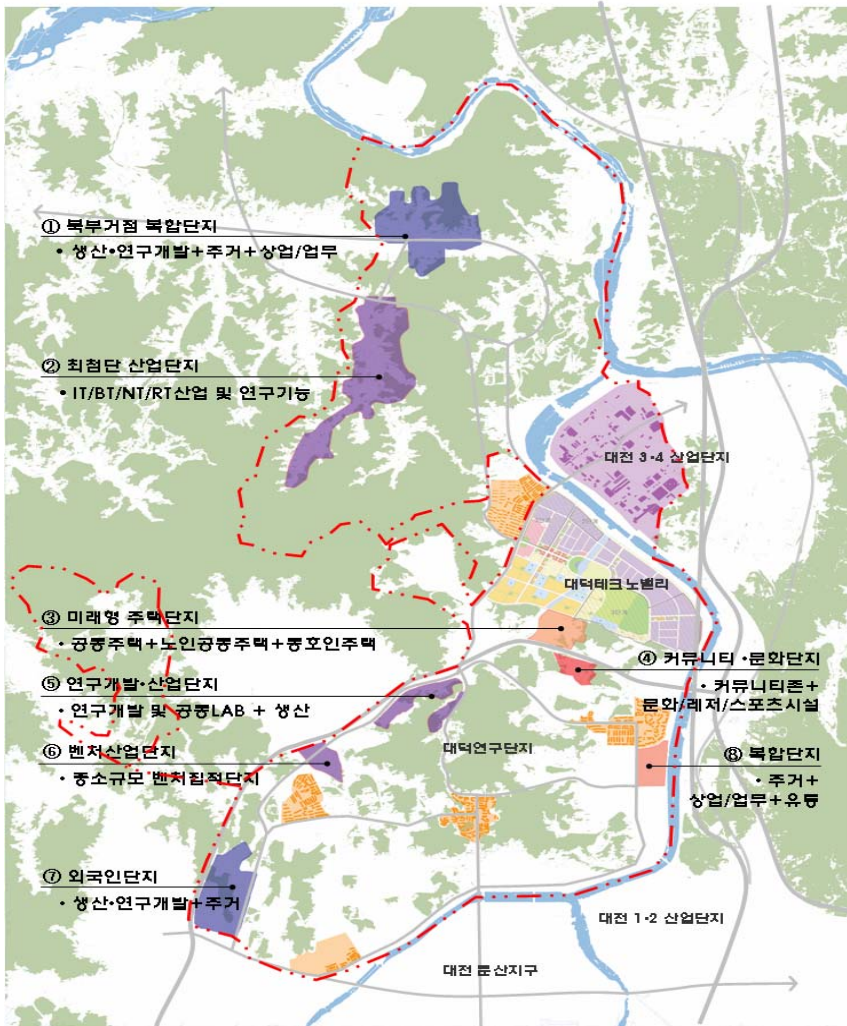 ① 북부거점 복합단지
• 생산•연구개발+주거+상업/업무
② 최첨단 산업단지
• IT/BT/NT/RT산업 및 연구기능
대전 3·4 산업단지
대덕테크노밸리
③ 미래형 주택단지
• 공동주택+노인공동주택+동호인주택
④ 커뮤니티•문화단지
• 커뮤니티존+
문화/레저/스포츠시설
⑤ 연구개발•산업단지
• 연구개발 및 공동LAB + 생산
대덕연구단지
⑥ 벤처산업단지
• 중소규모 벤처집적단지
⑧ 복합단지
• 주거+
상업/업무+유통
⑦ 외국인단지
• 생산•연구개발+주거
대전 1·2 산업단지
대전 둔산지구